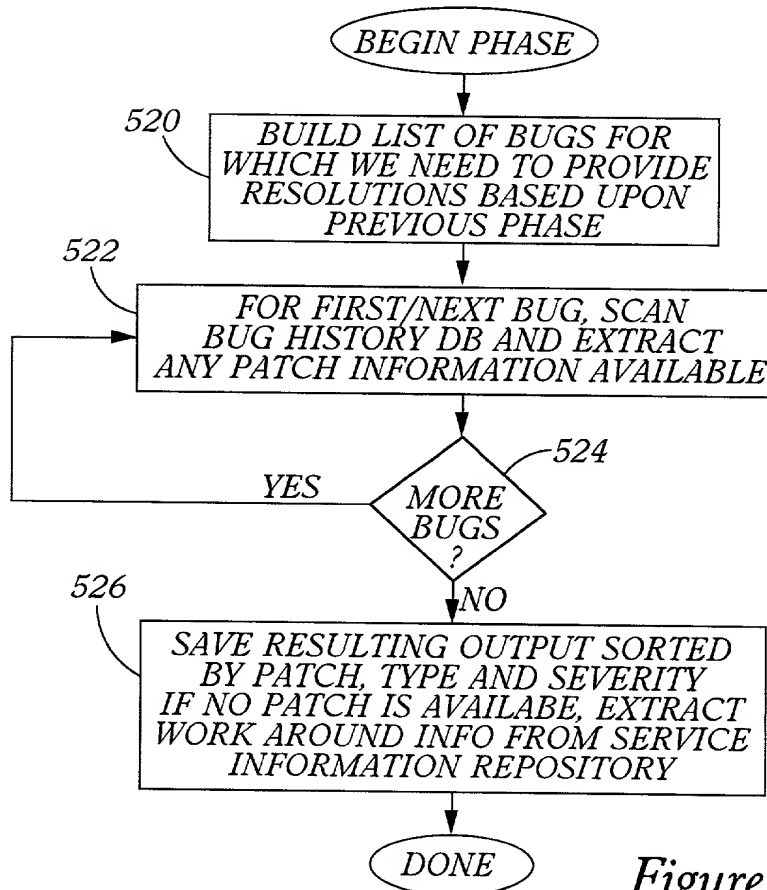 BEGIN PHASE
520
BUILD LIST OF BUGS FOR
WHICH WE NEED TO PROVIDE
RESOLUTIONS BASED UPON
PREVIOUS PHASE
522
FOR FIRST/NEXT BUG, SCAN
BUG HISTORY DB AND EXTRACT
ANY PATCH INFORMATION AVAILABLE
524
YES
MORE
BUGS
?
NO
526
SAVE RESULTING OUTPUT SORTED
BY PATCH, TYPE AND SEVERITY
IF NO PATCH IS AVAILABE, EXTRACT
WORK AROUND INFO FROM SERVICE
INFORMATION REPOSITORY
DONE
Figure